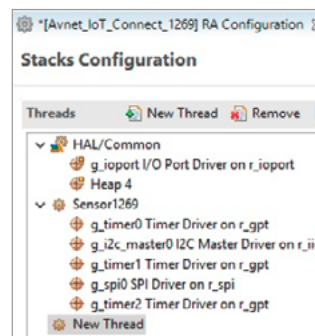 *[Avnet_IoT_Connect_1269] RA Configuration
Stacks Configuration
Threads New Thread Remove
HAL/Common
g_ioport I/O Port Driver on r_ioport
Heap 4
Sensor1269
g_timer0 Timer Driver on r_gpt
g_i2c_master0 I2C Master Driver on
g_timer1 Timer Driver on r_gpt
g_spi0 SPI Driver on r_spi
g_timer2 Timer Driver on r_gpt
New Thread